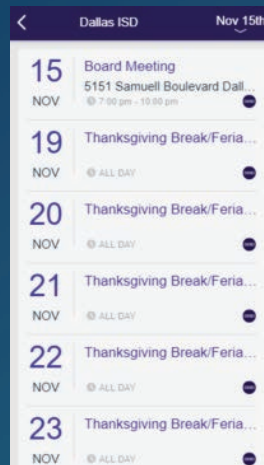 Dallas ISD Nov 15th
15 Board Meeting
5151 Samuell Boulevard Dall...
NOV 7:00 pm - 10:00 pm
19 Thanksgiving Break/Feria...
NOV ALL DAY
20 Thanksgiving Break/Feria...
NOV ALL DAY
21 Thanksgiving Break/Feria...
NOV ALL DAY
22 Thanksgiving Break/Feria...
NOV ALL DAY
23 Thanksgiving Break/Feria...
NOV ALL DAY